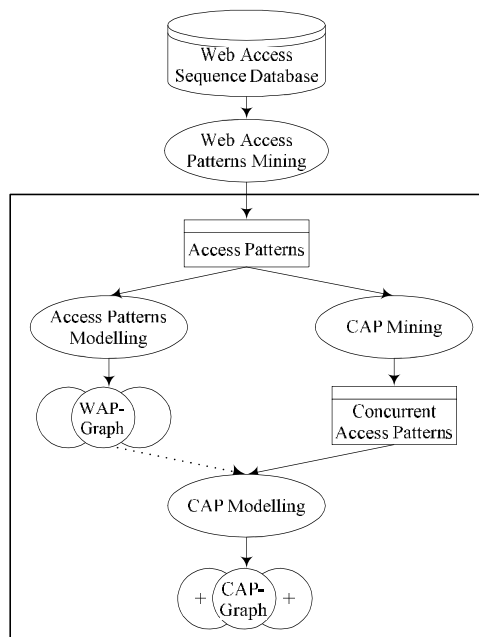 Web Access
Sequence Database
Web Access
Patterns Mining
Access Patterns
Access Patterns
Modelling
CAP Mining
WAP-
Graph
Concurrent
Access Patterns
CAP Modelling
+
CAP-
Graph
+